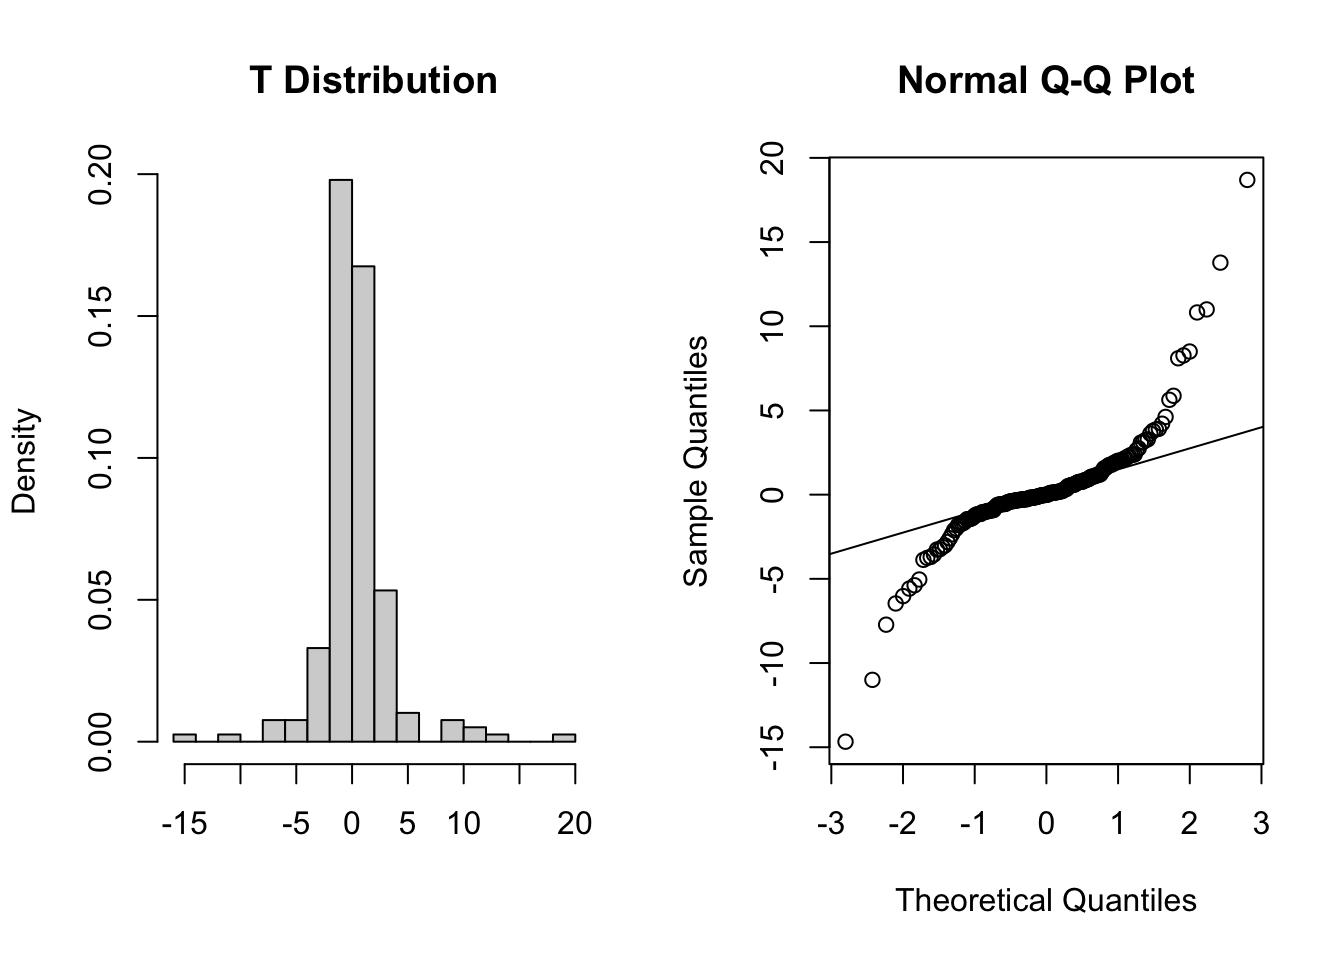 T Distribution
Density
0.20
0.15
0.10
0.05
0.00
-15 -5 0 5 10 20
Normal Q-Q Plot
Sample Quantiles
20
15
10
5
0
-5
-10
-15
-3 -2 -1 0 1 2 3
Theoretical Quantiles